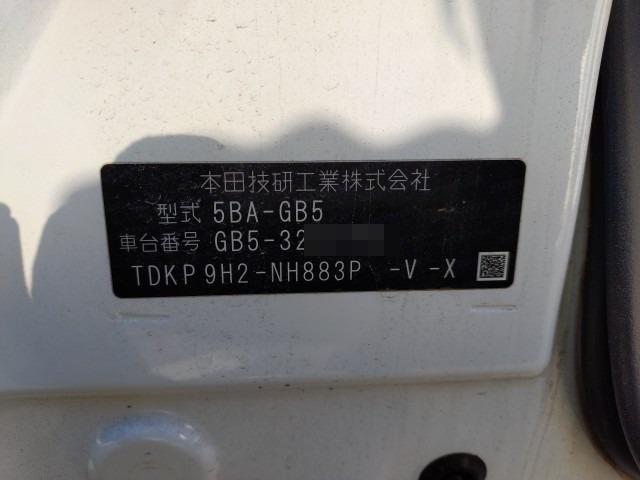 本田技研工業株式会社
型式 5BA-GB5
車台番号 GB5-32
TDKP 9H2-NH883P -V -X